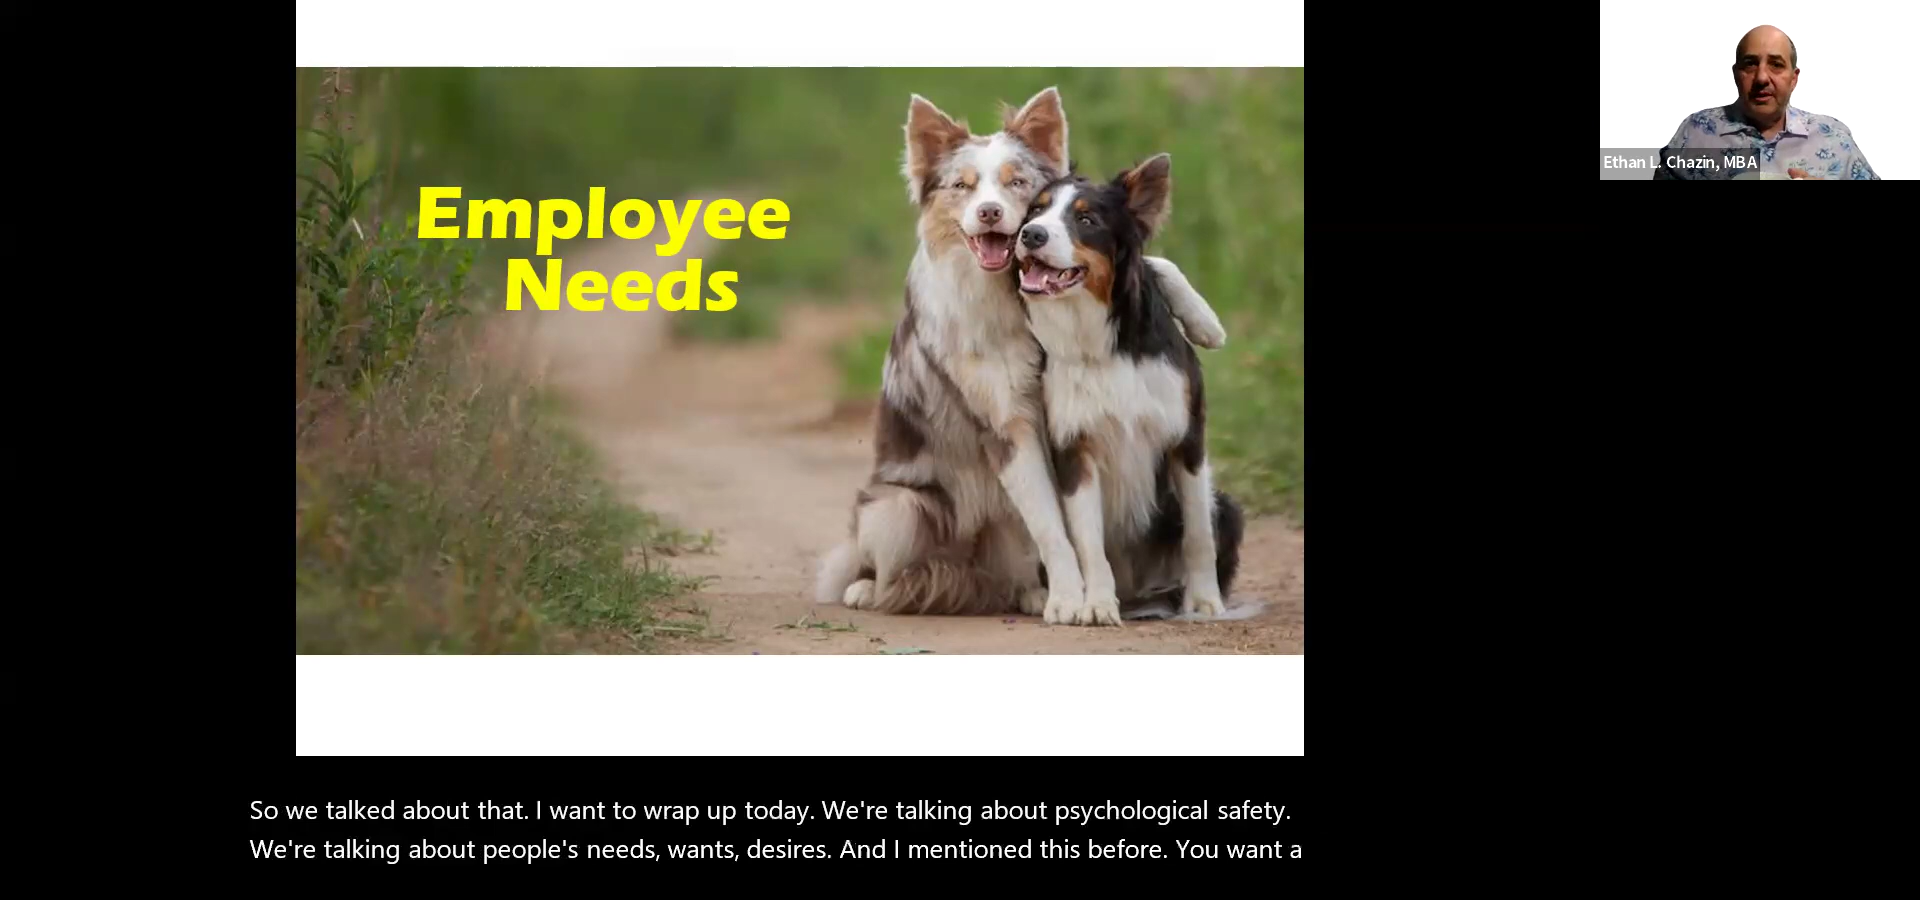 Employee
Needs
Ethan L. Chazin, MBA
So we talked about that. I want to wrap up today. We're talking about psychological safety.
We're talking about people's needs, wants, desires. And I mentioned this before. You want a